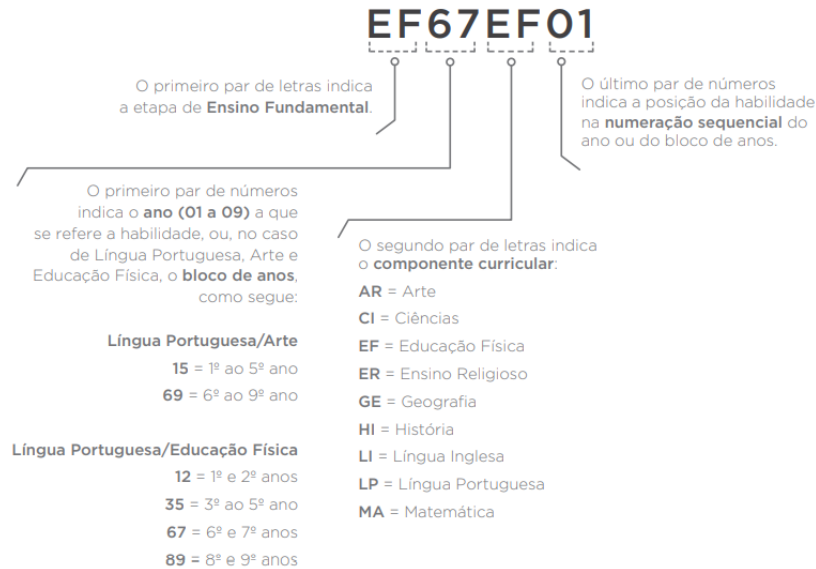 EF67EF01
O primeiro par de letras indica
a etapa de Ensino Fundamental.
O último par de números
indica a posição da habilidade
na numeração sequencial do
ano ou do bloco de anos.
O primeiro par de números
indica o ano (01 a 09) a que
se refere a habilidade, ou, no caso
de Língua Portuguesa, Arte e
Educação Física, o bloco de anos,
como segue:
Língua Portuguesa/Arte
15 = 1º ao 5º ano
69 = 6º ao 9º ano
Língua Portuguesa/Educação Física
12 = 1º e 2º anos
35 = 3º ao 5º ano
67 = 6º e 7º anos
89 = 8º e 9º anos
O segundo par de letras indica
o componente curricular:
AR = Arte
CI = Ciências
EF = Educação Física
ER = Ensino Religioso
GE = Geografia
HI = História
LI = Língua Inglesa
LP = Língua Portuguesa
MA = Matemática